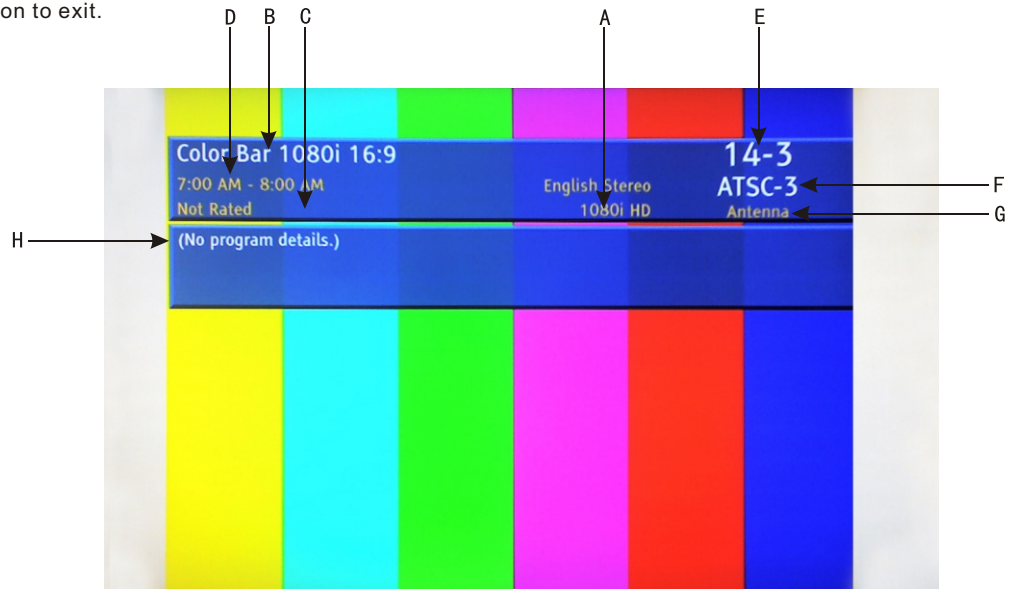 on to exit.
D B C A E
Color Bar 1080i 16:9 14-3
7:00 AM - 8:00 AM English Stereo ATSC-3 F
Not Rated 1080i HD Antenna G
H (No program details.)